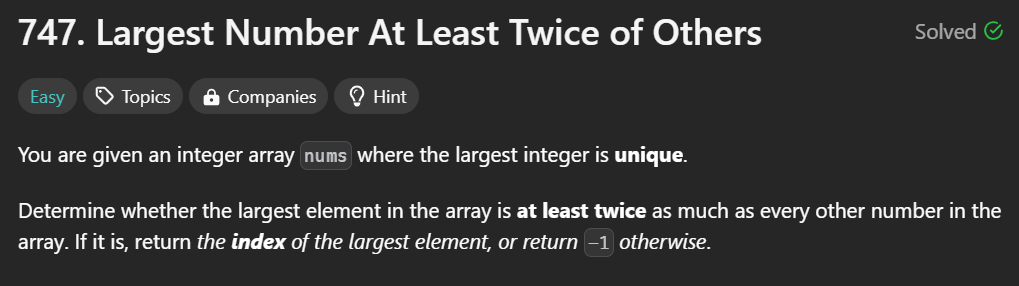 747. Largest Number At Least Twice of Others
Solved
Easy
Topics
Companies
Hint
You are given an integer array nums where the largest integer is unique.
Determine whether the largest element in the array is at least twice as much as every other number in the
array. If it is, return the index of the largest element, or return -1 otherwise.